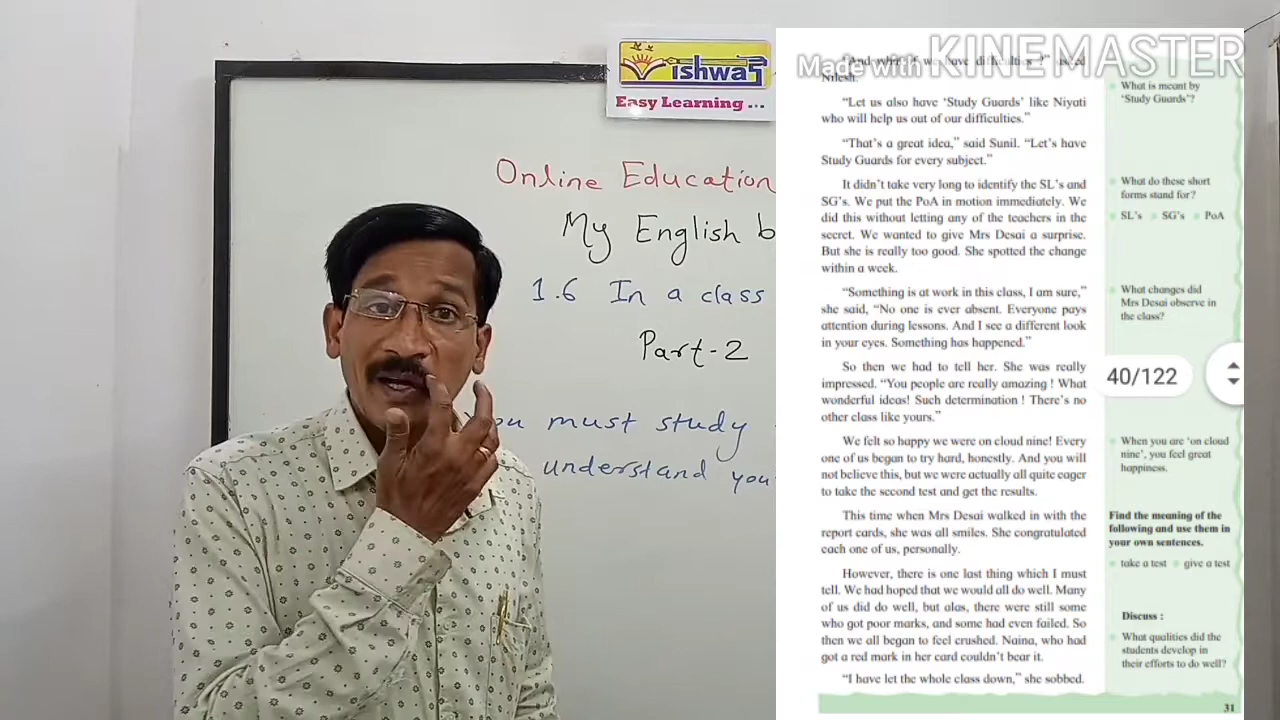 ishwaş
Easy Learning ...
Online Education
My English b
1.6 In a class
Part-2
ou must study
understand you
Made with KINEMASTER
"And what if we have difficulties ?" asked
Nilesh.
"Let us also have 'Study Guards' like Niyati
who will help us out of our difficulties."
"That's a great idea," said Sunil. "Let's have
Study Guards for every subject."
It didn't take very long to identify the SL's and
SG's. We put the PoA in motion immediately. We
did this without letting any of the teachers in the
secret. We wanted to give Mrs Desai a surprise.
But she is really too good. She spotted the change
within a week.
"Something is at work in this class, I am sure,"
she said, "No one is ever absent. Everyone pays
attention during lessons. And I see a different look
in your eyes. Something has happened."
So then we had to tell her. She was really
impressed. "You people are really amazing ! What
wonderful ideas! Such determination ! There's no
other class like yours."
We felt so happy we were on cloud nine! Every
one of us began to try hard, honestly. And you will
not believe this, but we were actually all quite eager
to take the second test and get the results.
This time when Mrs Desai walked in with the
report cards, she was all smiles. She congratulated
each one of us, personally.
However, there is one last thing which I must
tell. We had hoped that we would all do well. Many
of us did do well, but alas, there were still some
who got poor marks, and some had even failed. So
then we all began to feel crushed. Naina, who had
got a red mark in her card couldn't bear it.
"I have let the whole class down," she sobbed.
What is meant by
'Study Guards'?
What do these short
forms stand for?
SL's SG's PoA
What changes did
Mrs Desai observe in
the class?
40/122
When you are 'on cloud
nine', you feel great
happiness.
Find the meaning of the
following and use them in
your own sentences.
take a test give a test
Discuss :
What qualities did the
students develop in
their efforts to do well?
31